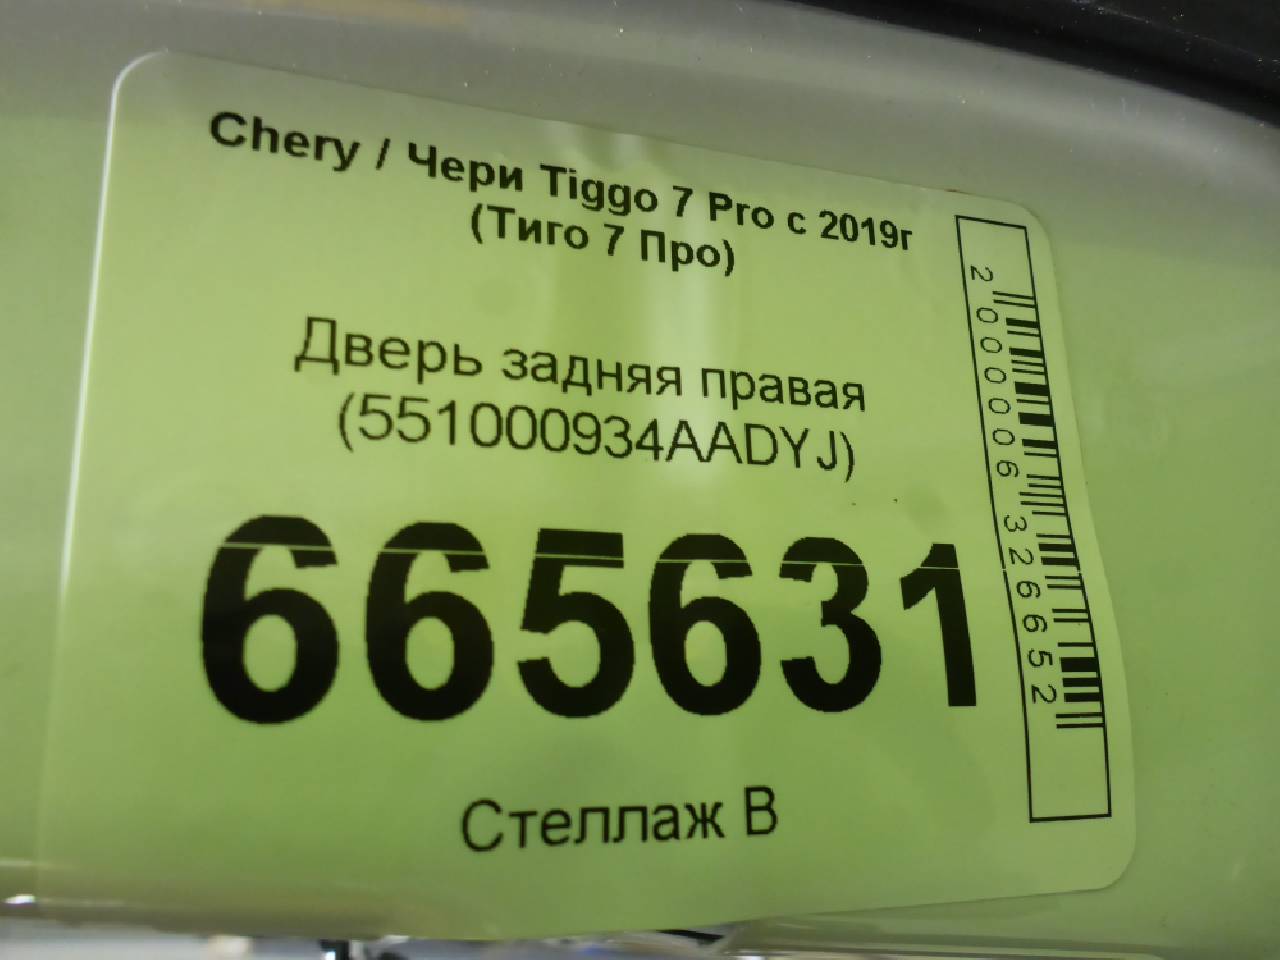 Chery / Чери Tiggo 7 Pro с 2019г
(Тиго 7 Про)
Дверь задняя правая
(551000934AADYJ)
665631
Стеллаж В
2000006326652